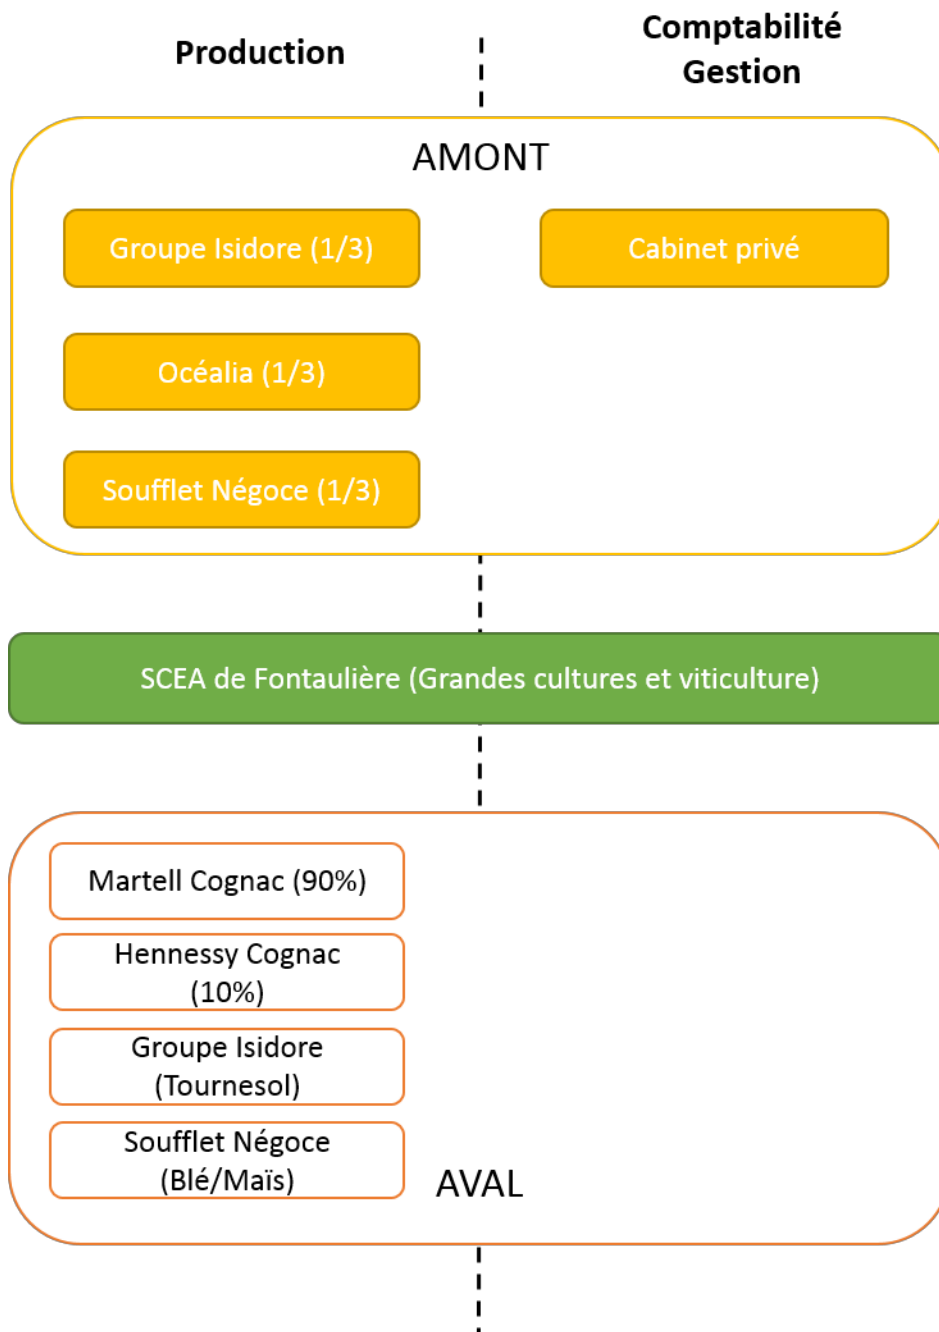 Production
Comptabilité
Gestion
AMONT
Groupe Isidore (1/3)
Cabinet privé
Océalia (1/3)
Soufflet Négoce (1/3)
SCEA de Fontaulière (Grandes cultures et viticulture)
Martell Cognac (90%)
Hennessy Cognac
(10%)
Groupe Isidore
(Tournesol)
Soufflet Négoce
(Blé/Maïs)
AVAL